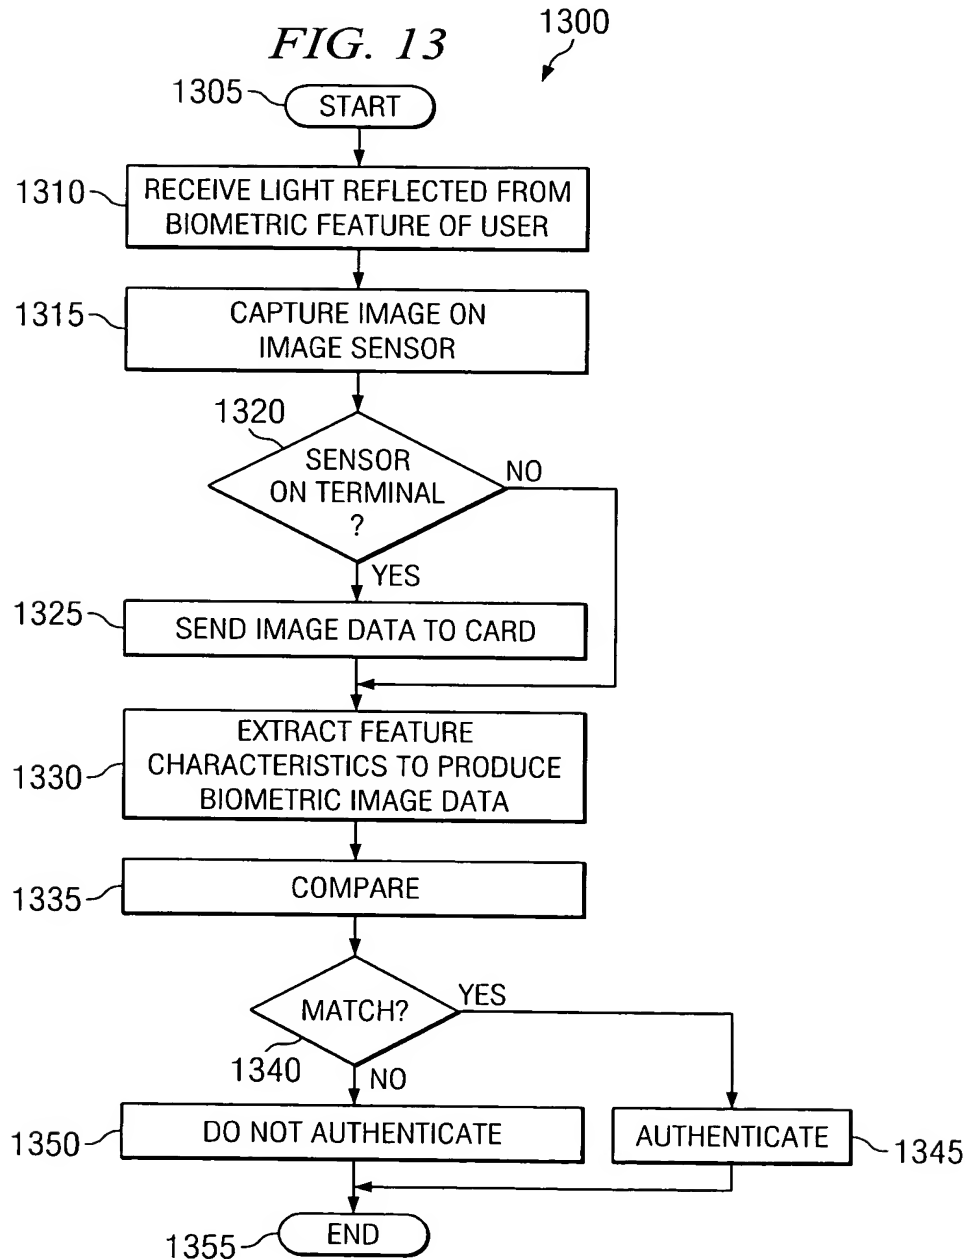 FIG. 13
1300
1305
START
1310
RECEIVE LIGHT REFLECTED FROM
BIOMETRIC FEATURE OF USER
1315
CAPTURE IMAGE ON
IMAGE SENSOR
1320
SENSOR
ON TERMINAL
?
NO
YES
1325
SEND IMAGE DATA TO CARD
1330
EXTRACT FEATURE
CHARACTERISTICS TO PRODUCE
BIOMETRIC IMAGE DATA
1335
COMPARE
MATCH?
YES
1340
NO
1350
DO NOT AUTHENTICATE
AUTHENTICATE
1345
END
1355